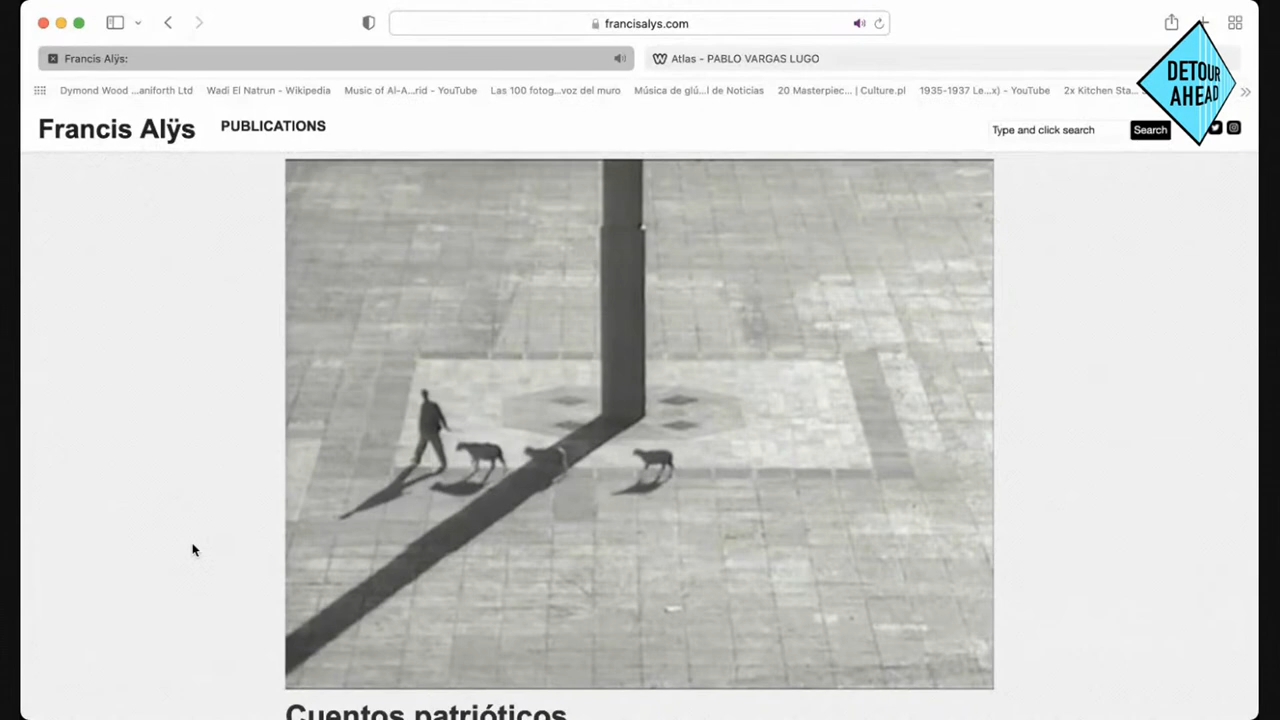 francisalys.com
Francis Alÿs:
Atlas - PABLO VARGAS LUGO
Dymond Wood ...aniforth Ltd
Wadi El Natrun - Wikipedia
Music of Al-A...rid - YouTube
Las 100 fotog...voz del muro
Música de glú...l de Noticias
20 Masterpiec... | Culture.pl
1935-1937 Le...x) – YouTube
2x Kitchen Sta...
DETOUR
AHEAD
Francis Alÿs
PUBLICATIONS
Type and click search
Search
Cuentos patrióticos